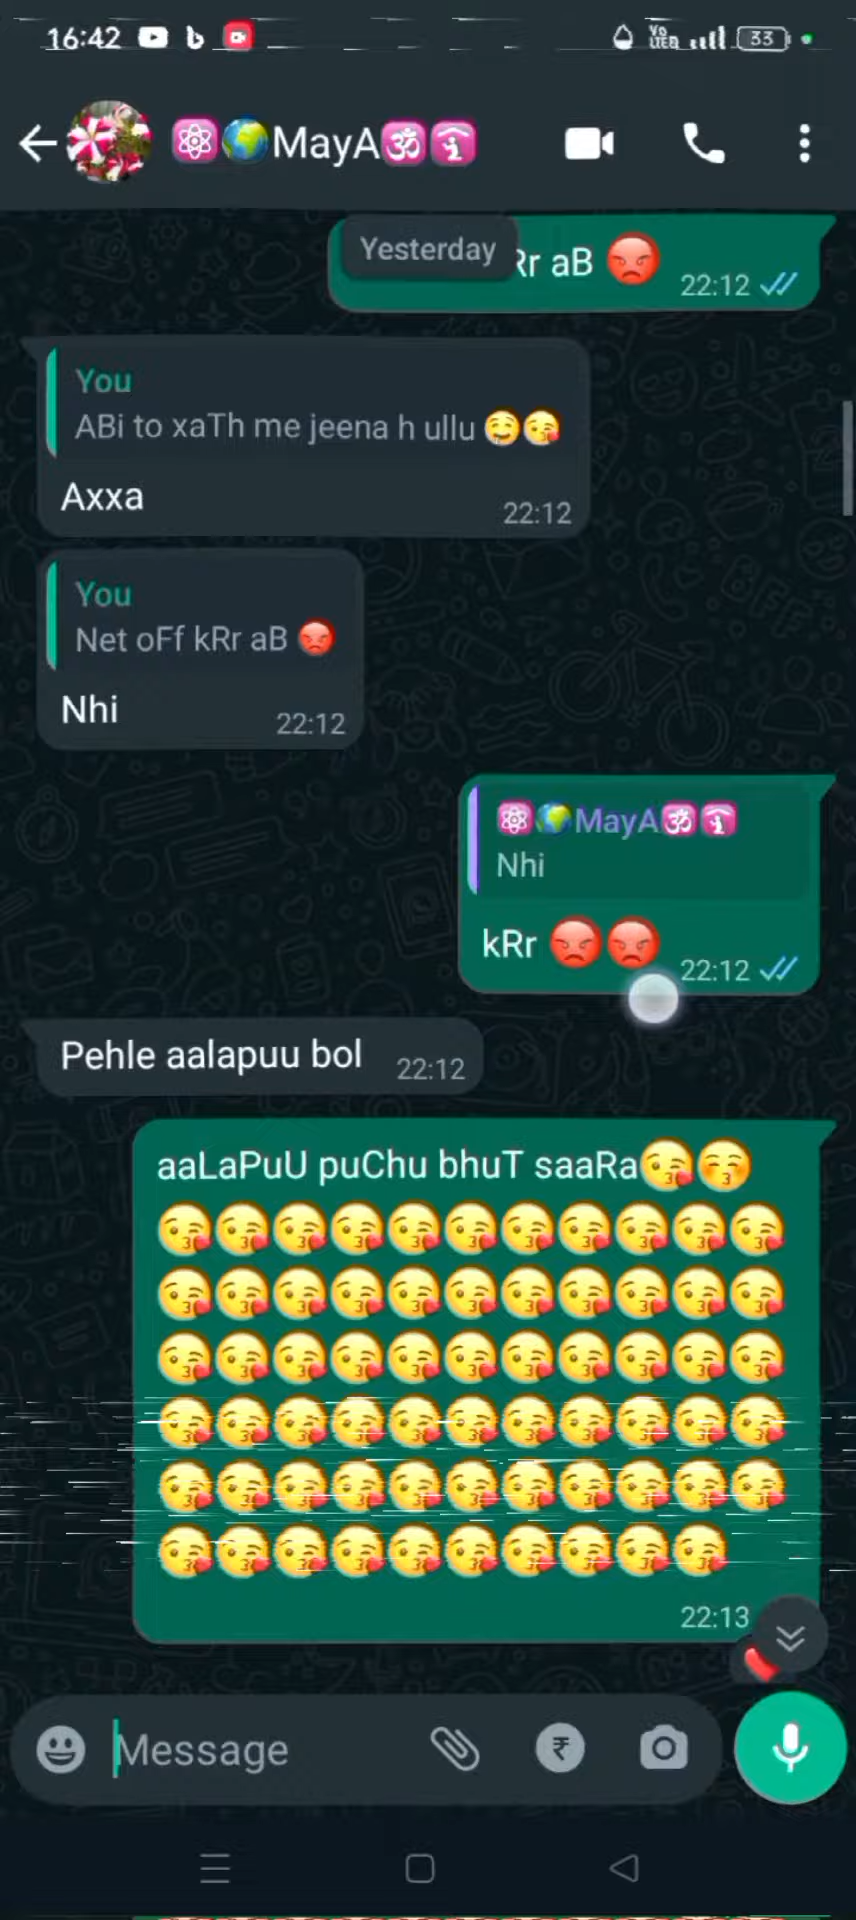 16:42
33
MayA
Yesterday
Rr aB 😡
22:12
You
ABi to xaTh me jeena h ullu 🤤😘
Axxa
22:12
You
Net oFf kRr aB 😡
Nhi
22:12
⚛️🌍MayA🕉️🛐
Nhi
kRr 😡😡
22:12
Pehle aalapuu bol
22:12
aaLaPuU puChu bhuT saaRa😘😚
😘😘😘😘😘😘😘😘😘😘😘
😘😘😘😘😘😘😘😘😘😘😘
😘😘😘😘😘😘😘😘😘😘😘
😘😘😘😘😘😘😘😘😘😘😘
😘😘😘😘😘😘😘😘😘😘😘
😘😘😘😘😘😘😘😘😘😘
22:13
Message